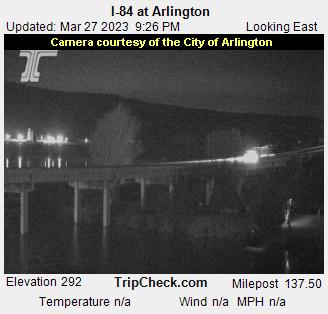 I-84 at Arlington
Updated: Mar 27 2023 9:26 PM Looking East
Camera courtesy of the City of Arlington
Elevation 292 TripCheck.com Milepost 137.50
Temperature n/a Wind n/a MPH n/a